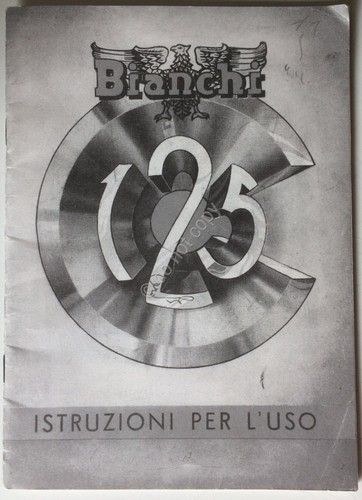 Bianchi
125
ISTRUZIONI PER L'USO